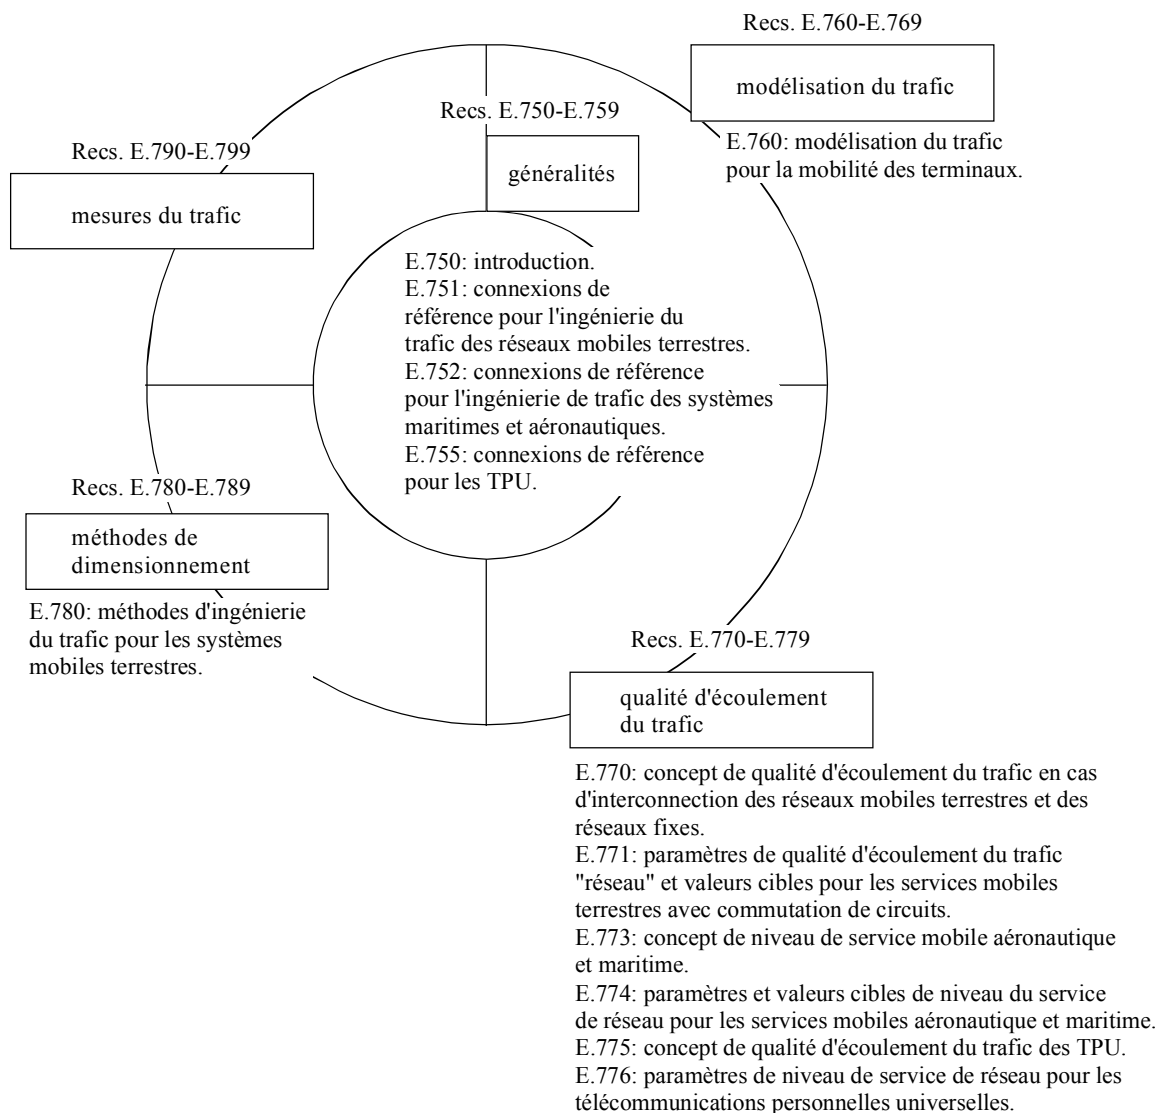 Recs. E.760-E.769
modélisation du trafic
E.760: modélisation du trafic
pour la mobilité des terminaux.
Recs. E.750-E.759
généralités
Recs. E.790-E.799
mesures du trafic
E.750: introduction.
E.751: connexions de
référence pour l'ingénierie du
trafic des réseaux mobiles terrestres.
E.752: connexions de référence
pour l'ingénierie de trafic des systèmes
maritimes et aéronautiques.
E.755: connexions de référence
pour les TPU.
Recs. E.780-E.789
méthodes de
dimensionnement
E.780: méthodes d'ingénierie
du trafic pour les systèmes
mobiles terrestres.
Recs. E.770-E.779
qualité d'écoulement
du trafic
E.770: concept de qualité d'écoulement du trafic en cas
d'interconnection des réseaux mobiles terrestres et des
réseaux fixes.
E.771: paramètres de qualité d'écoulement du trafic
"réseau" et valeurs cibles pour les services mobiles
terrestres avec commutation de circuits.
E.773: concept de niveau de service mobile aéronautique
et maritime.
E.774: paramètres et valeurs cibles de niveau du service
de réseau pour les services mobiles aéronautique et maritime.
E.775: concept de qualité d'écoulement du trafic des TPU.
E.776: paramètres de niveau de service de réseau pour les
télécommunications personnelles universelles.